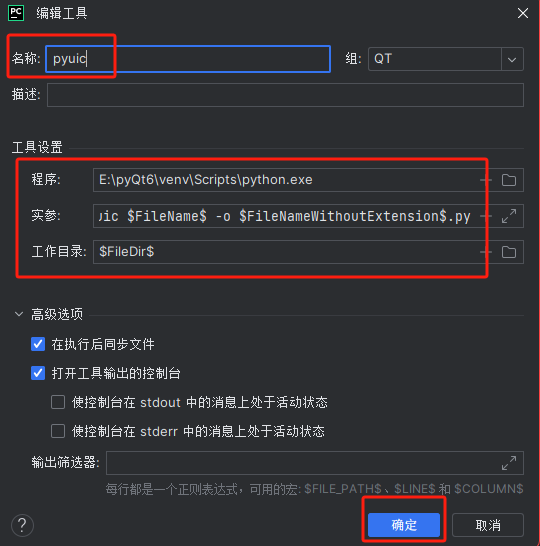 PC 编辑工具
名称: pyuic 组: QT
描述:
工具设置
程序: E:\pyQt6\venv\Scripts\python.exe
实参: uic $FileName$ -o $FileNameWithoutExtension$.py
工作目录: $FileDir$
高级选项
在执行后同步文件
打开工具输出的控制台
使控制台在 stdout 中的消息上处于活动状态
使控制台在 stderr 中的消息上处于活动状态
输出筛选器:
每行都是一个正则表达式，可用的宏: $FILE_PATH$、$LINE$ 和 $COLUMN$
? 确定 取消